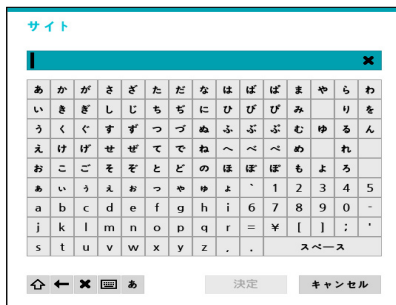 サイト
あ か が さ ざ た だ な は ば ぱ ま や ら わ
い き ぎ し じ ち ぢ に ひ び ぴ み り を
う く ぐ す ず つ づ ぬ ふ ぶ ぷ む ゆ る ん
え け げ せ ぜ て で ね へ べ ぺ め れ
お こ ご そ ぞ と ど の ほ ぼ ぽ も よ ろ
ぁ ぃ ぅ ぇ ぉ っ ゃ ゅ ょ ` 1 2 3 4 5
a b c d e f g h i 6 7 8 9 0 -
j k l m n o p q r = ¥ [ ] ; '
s t u v w x y z , . スペース
あ 決定 キャンセル